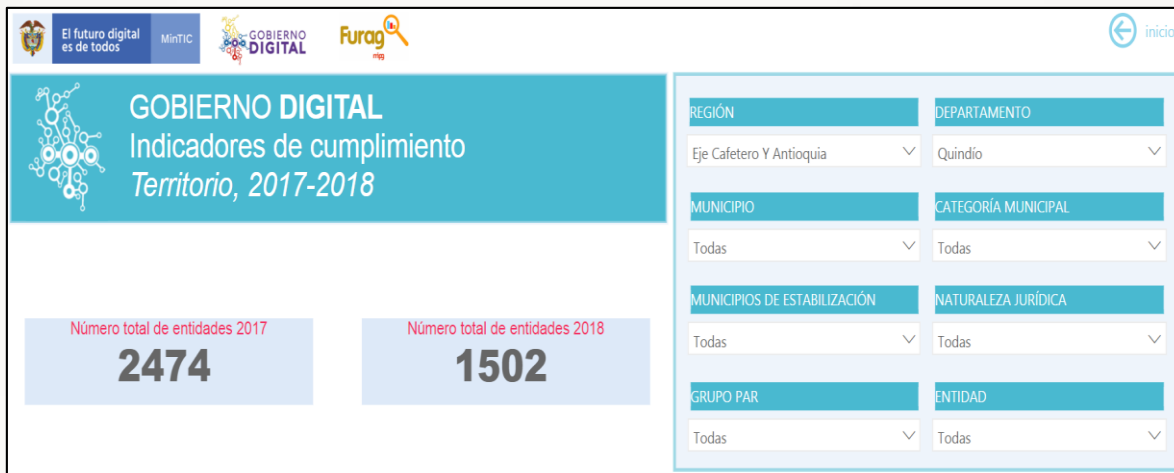 El futuro digital
es de todos
MinTIC
GOBIERNO
DIGITAL
Furag
mipg
inicio
GOBIERNO DIGITAL
Indicadores de cumplimiento
Territorio, 2017-2018
Número total de entidades 2017
2474
Número total de entidades 2018
1502
REGIÓN
DEPARTAMENTO
Eje Cafetero Y Antioquia
Quindío
MUNICIPIO
CATEGORÍA MUNICIPAL
Todas
Todas
MUNICIPIOS DE ESTABILIZACIÓN
NATURALEZA JURÍDICA
Todas
Todas
GRUPO PAR
ENTIDAD
Todas
Todas